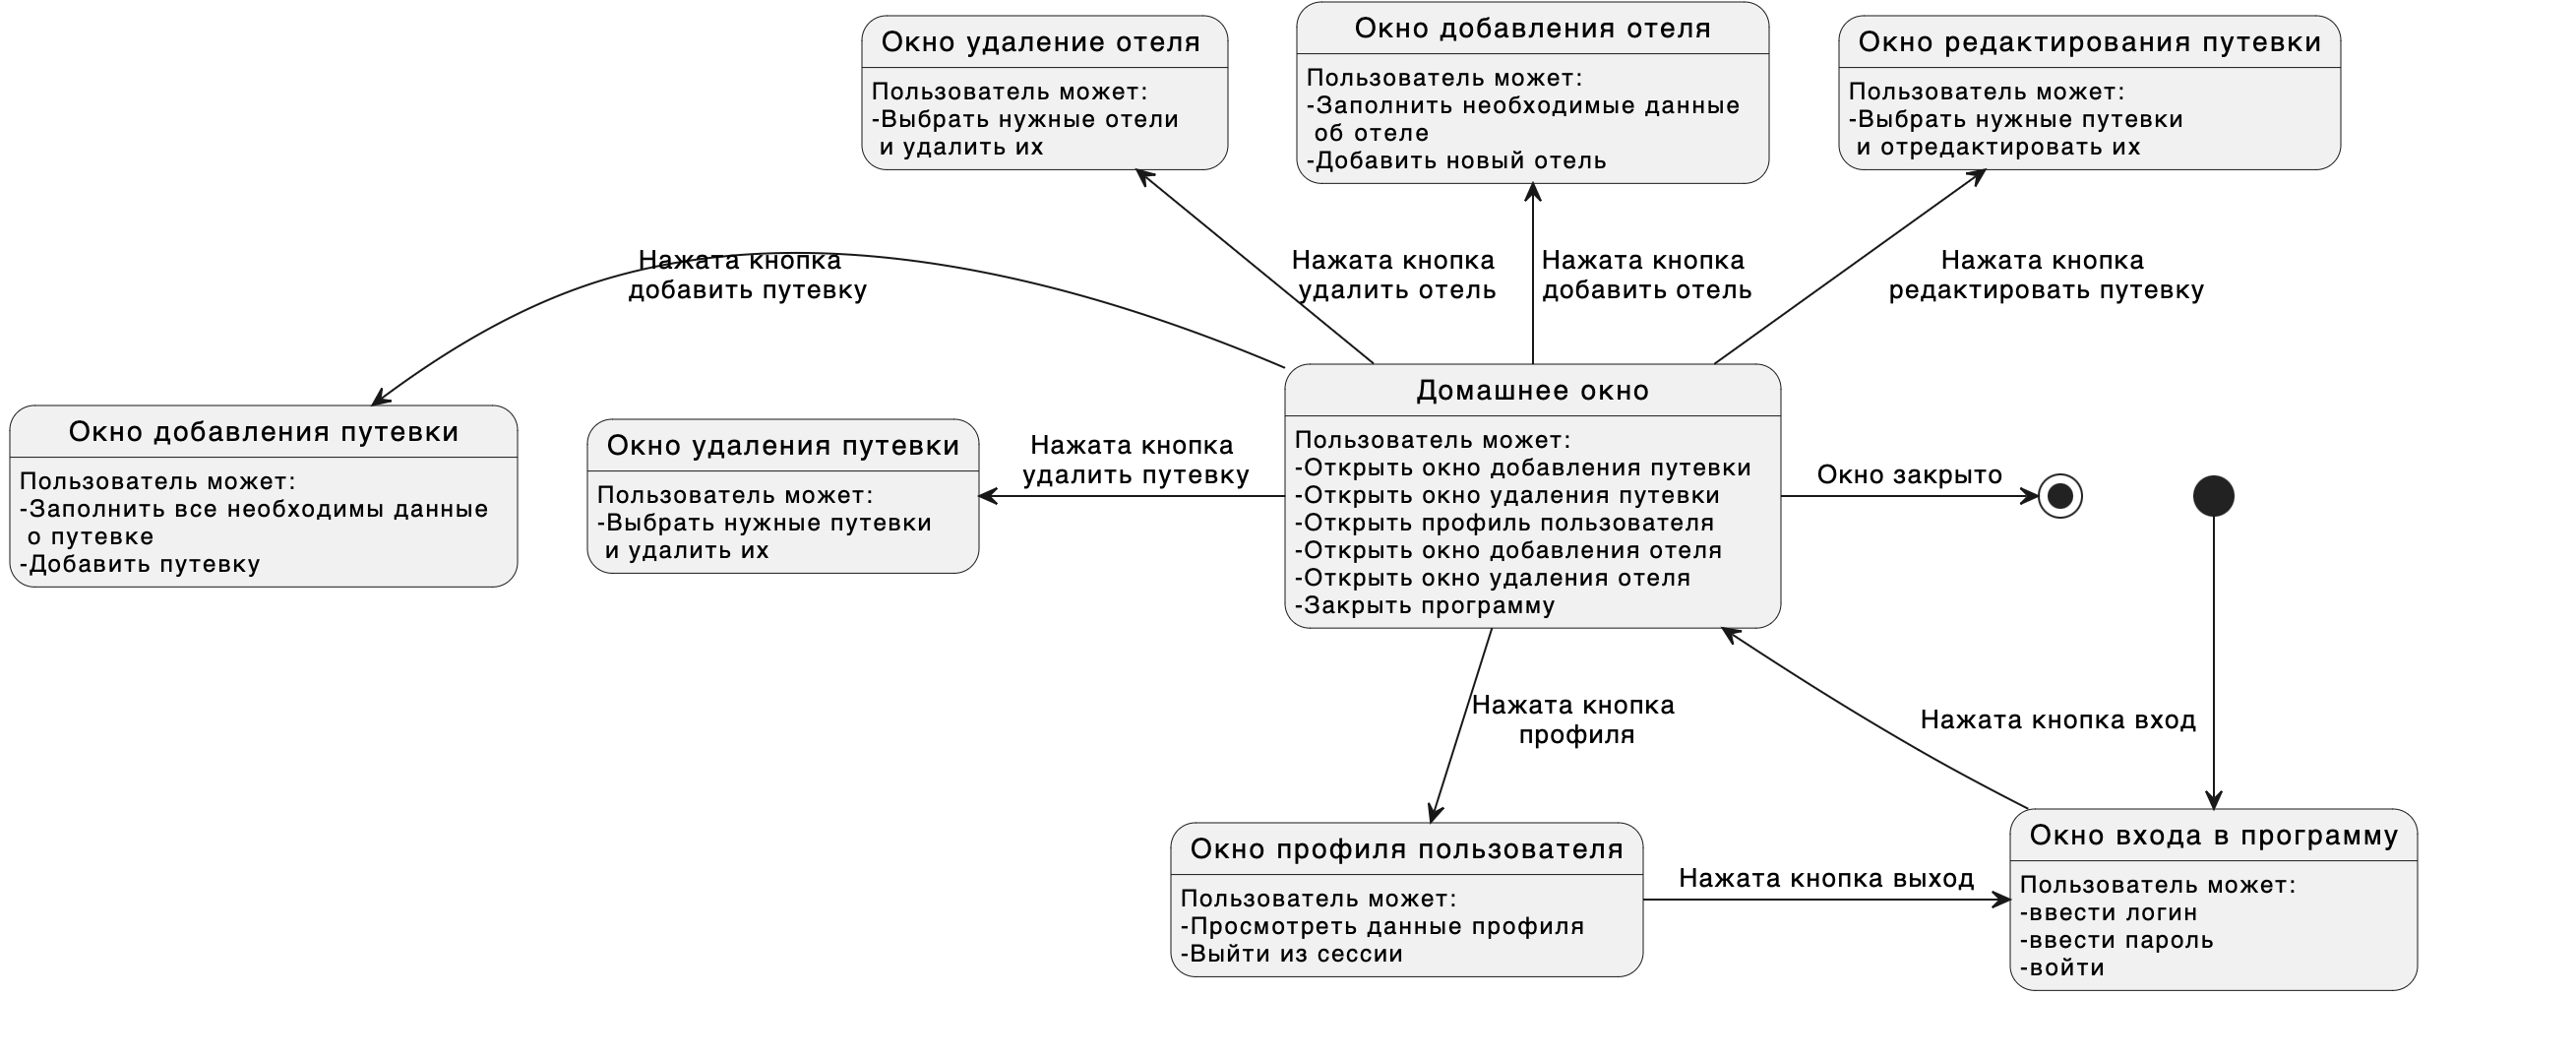 Окно удаление отеля
Пользователь может:
-Выбрать нужные отели
и удалить их
Окно добавления отеля
Пользователь может:
-Заполнить необходимые данные
об отеле
-Добавить новый отель
Окно редактирования путевки
Пользователь может:
-Выбрать нужные путевки
и отредактировать их
Нажата кнопка
добавить путевку
Нажата кнопка
удалить отель
Нажата кнопка
добавить отель
Нажата кнопка
редактировать путевку
Окно добавления путевки
Пользователь может:
-Заполнить все необходимы данные
о путевке
-Добавить путевку
Окно удаления путевки
Пользователь может:
-Выбрать нужные путевки
и удалить их
Нажата кнопка
удалить путевку
Домашнее окно
Пользователь может:
-Открыть окно добавления путевки
-Открыть окно удаления путевки
-Открыть профиль пользователя
-Открыть окно добавления отеля
-Открыть окно удаления отеля
-Закрыть программу
Окно закрыто
Нажата кнопка
профиля
Нажата кнопка вход
Окно профиля пользователя
Пользователь может:
-Просмотреть данные профиля
-Выйти из сессии
Нажата кнопка выход
Окно входа в программу
Пользователь может:
-ввести логин
-ввести пароль
-войти